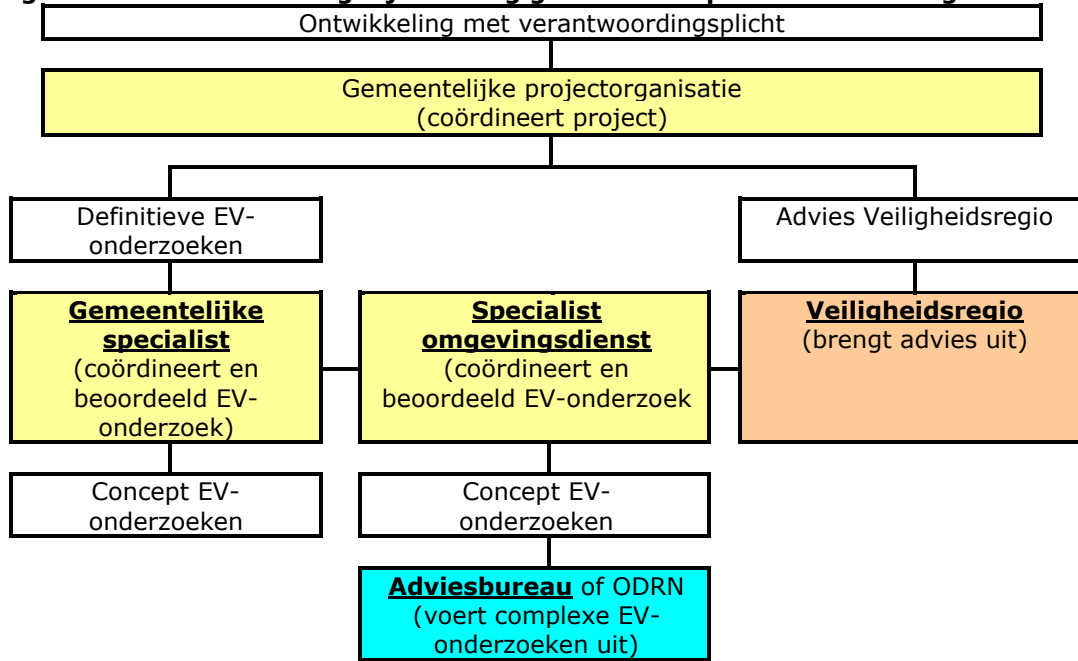 Ontwikkeling met verantwoordingsplicht
Gemeentelijke projectorganisatie
(coördineert project)
Definitieve EV-
onderzoeken
Advies Veiligheidsregio
Gemeentelijke
specialist
(coördineert en
beoordeeld EV-
onderzoek)
Specialist
omgevingsdienst
(coördineert en
beoordeeld EV-onderzoek
Veiligheidsregio
(brengt advies uit)
Concept EV-
onderzoeken
Concept EV-
onderzoeken
Adviesbureau of ODRN
(voert complexe EV-
onderzoeken uit)